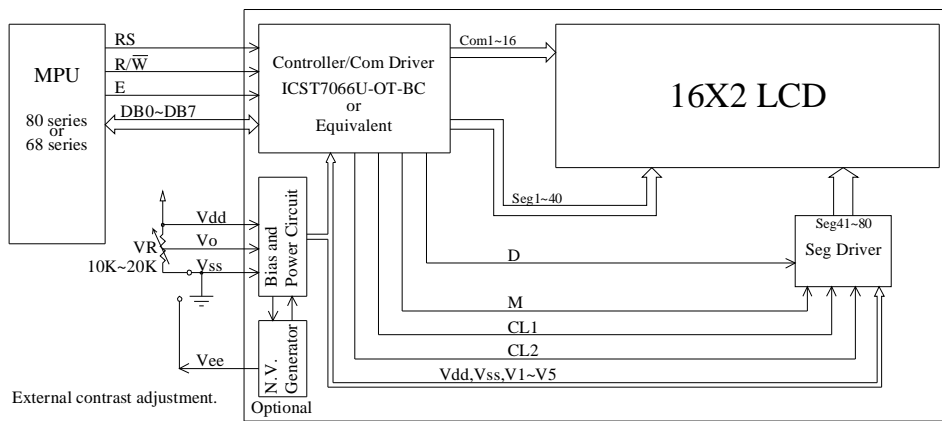 MPU
80 series
or
68 series
RS
R/W̅
E
DB0~DB7
Controller/Com Driver
ICST7066U-OT-BC
or
Equivalent
Com1~16
16X2 LCD
Seg1~40
Seg41~80
Seg Driver
Vdd
Vo
VR
10K~20K
Vss
Bias and
Power Circuit
D
M
CL1
CL2
Vdd,Vss,V1~V5
Vee
N.V.
Generator
Optional
External contrast adjustment.